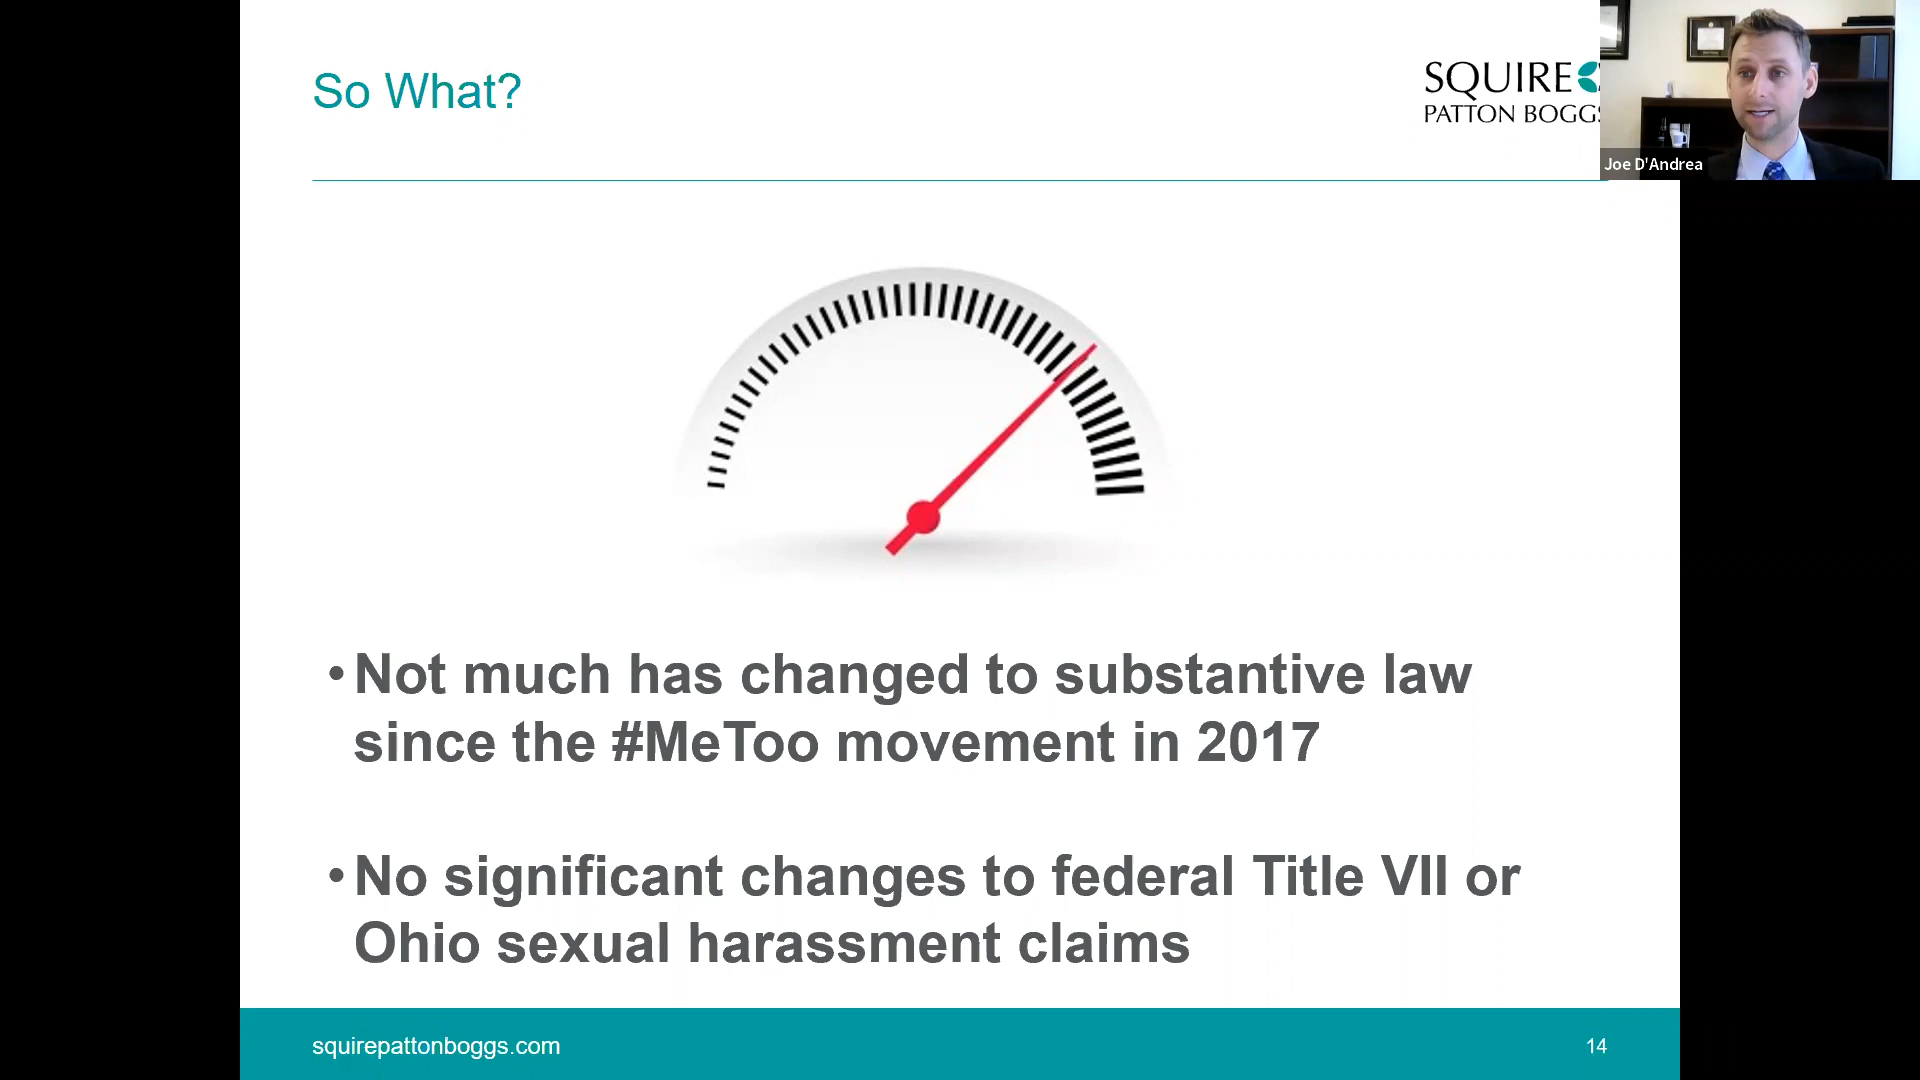 So What?
SQUIRE
PATTON BOGGS
Joe D'Andrea
• Not much has changed to substantive law
since the #MeToo movement in 2017
• No significant changes to federal Title VII or
Ohio sexual harassment claims
squirepattonboggs.com
14